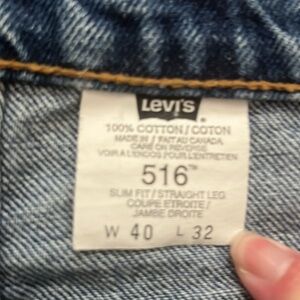 LEVI'S
100% COTTON / COTON
MADE IN / FAIT AU CANADA
CARE ON REVERSE
VOIR A L'ENDOS POUR L'ENTRETIEN
516™
SLIM FIT / STRAIGHT LEG
COUPE ETROITE /
JAMBE DROITE
W 40 L 32